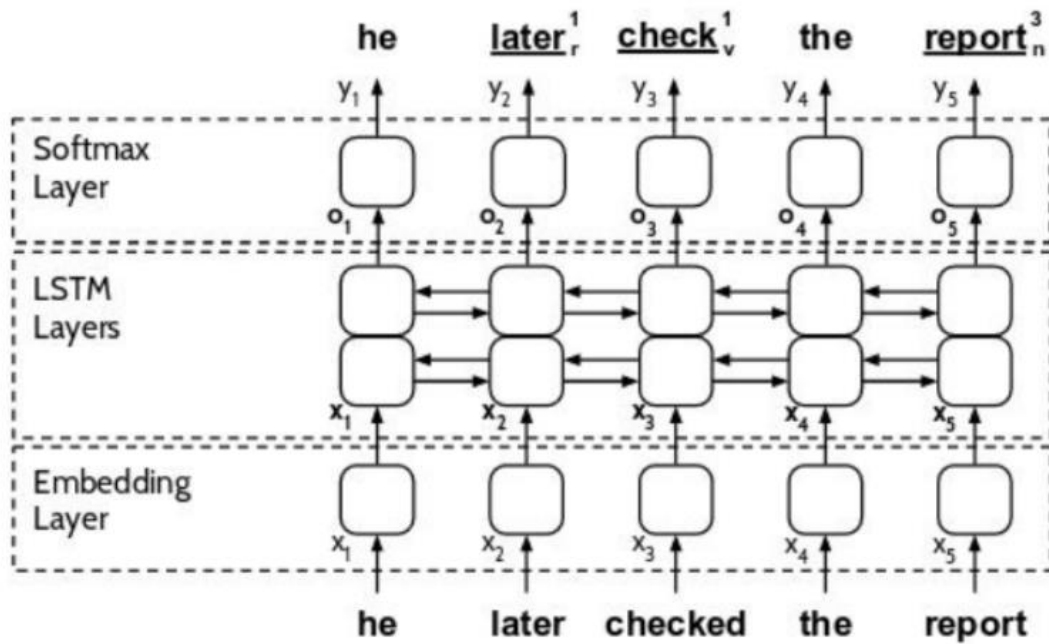 he later¹ᵣ check¹ᵥ the report³ₙ
y₁ y₂ y₃ y₄ y₅
Softmax
Layer
o₁ o₂ o₃ o₄ o₅
LSTM
Layers
x₁ x₂ x₃ x₄ x₅
Embedding
Layer
x₁ x₂ x₃ x₄ x₅
he later checked the report